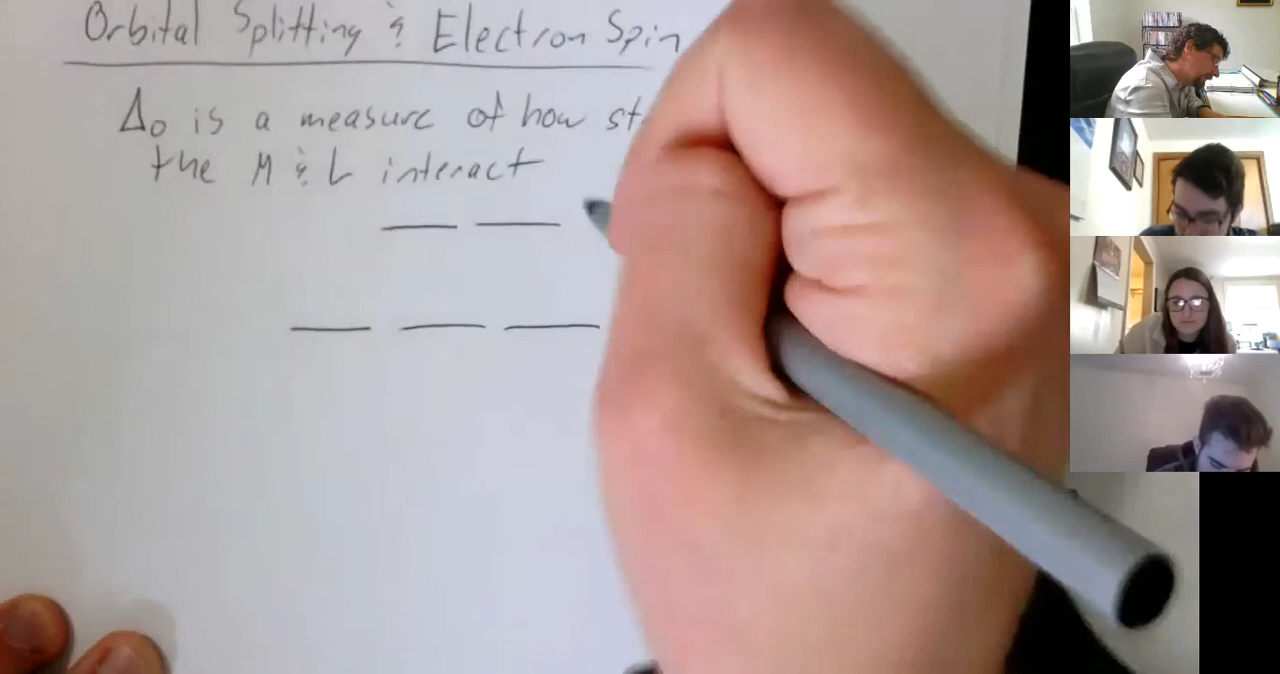 Orbital Splitting & Electron Spin
Δo is a measure of how
the M & L interact